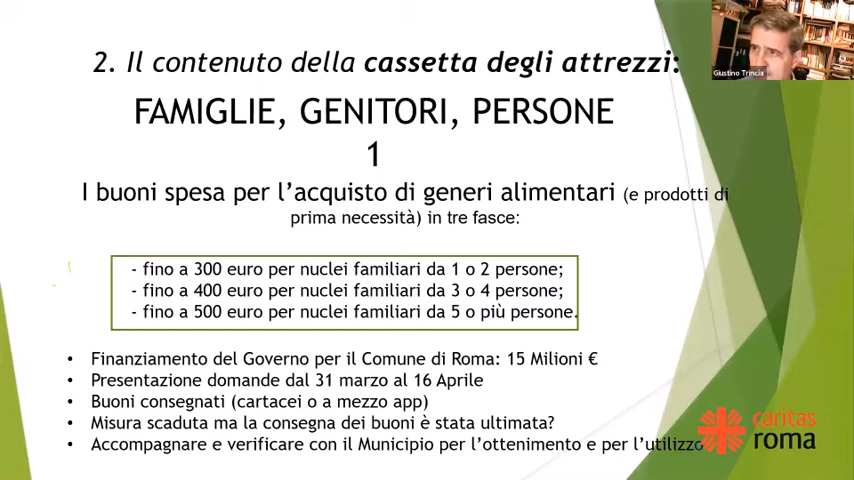 2. Il contenuto della cassetta degli attrezzi:
Giustino Trincia
FAMIGLIE, GENITORI, PERSONE
1
I buoni spesa per l'acquisto di generi alimentari (e prodotti di
prima necessità) in tre fasce:
- fino a 300 euro per nuclei familiari da 1 o 2 persone;
- fino a 400 euro per nuclei familiari da 3 o 4 persone;
- fino a 500 euro per nuclei familiari da 5 o più persone.
• Finanziamento del Governo per il Comune di Roma: 15 Milioni €
• Presentazione domande dal 31 marzo al 16 Aprile
• Buoni consegnati (cartacei o a mezzo app)
• Misura scaduta ma la consegna dei buoni è stata ultimata?
• Accompagnare e verificare con il Municipio per l'ottenimento e per l'utilizzo
caritas
roma